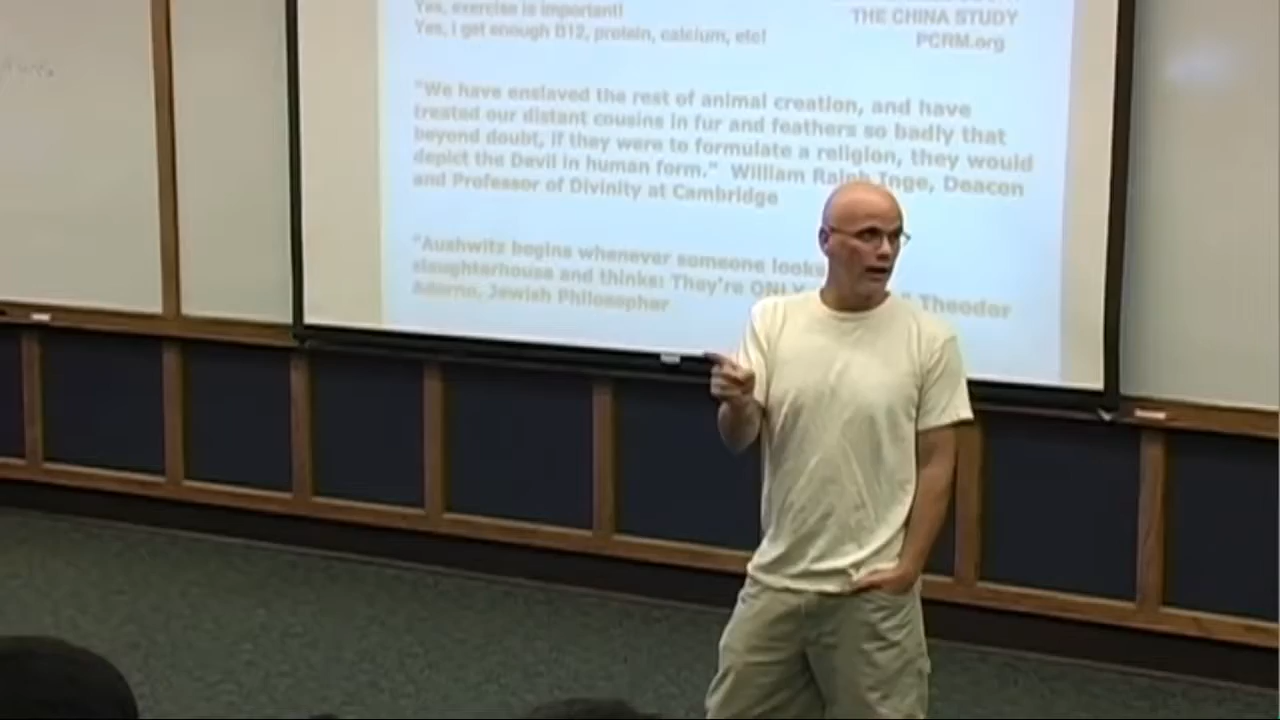 Yes, exercise is important!
Yes, I get enough B12, protein, calcium, etc!
THE CHINA STUDY
PCRM.org
"We have enslaved the rest of animal creation, and have
treated our distant cousins in fur and feathers so badly that
beyond doubt, if they were to formulate a religion, they would
depict the Devil in human form." William Ralph Inge, Deacon
and Professor of Divinity at Cambridge
"Aushwitz begins whenever someone looks
slaughterhouse and thinks: They're ONLY " Theodor
Adorno, Jewish Philosopher